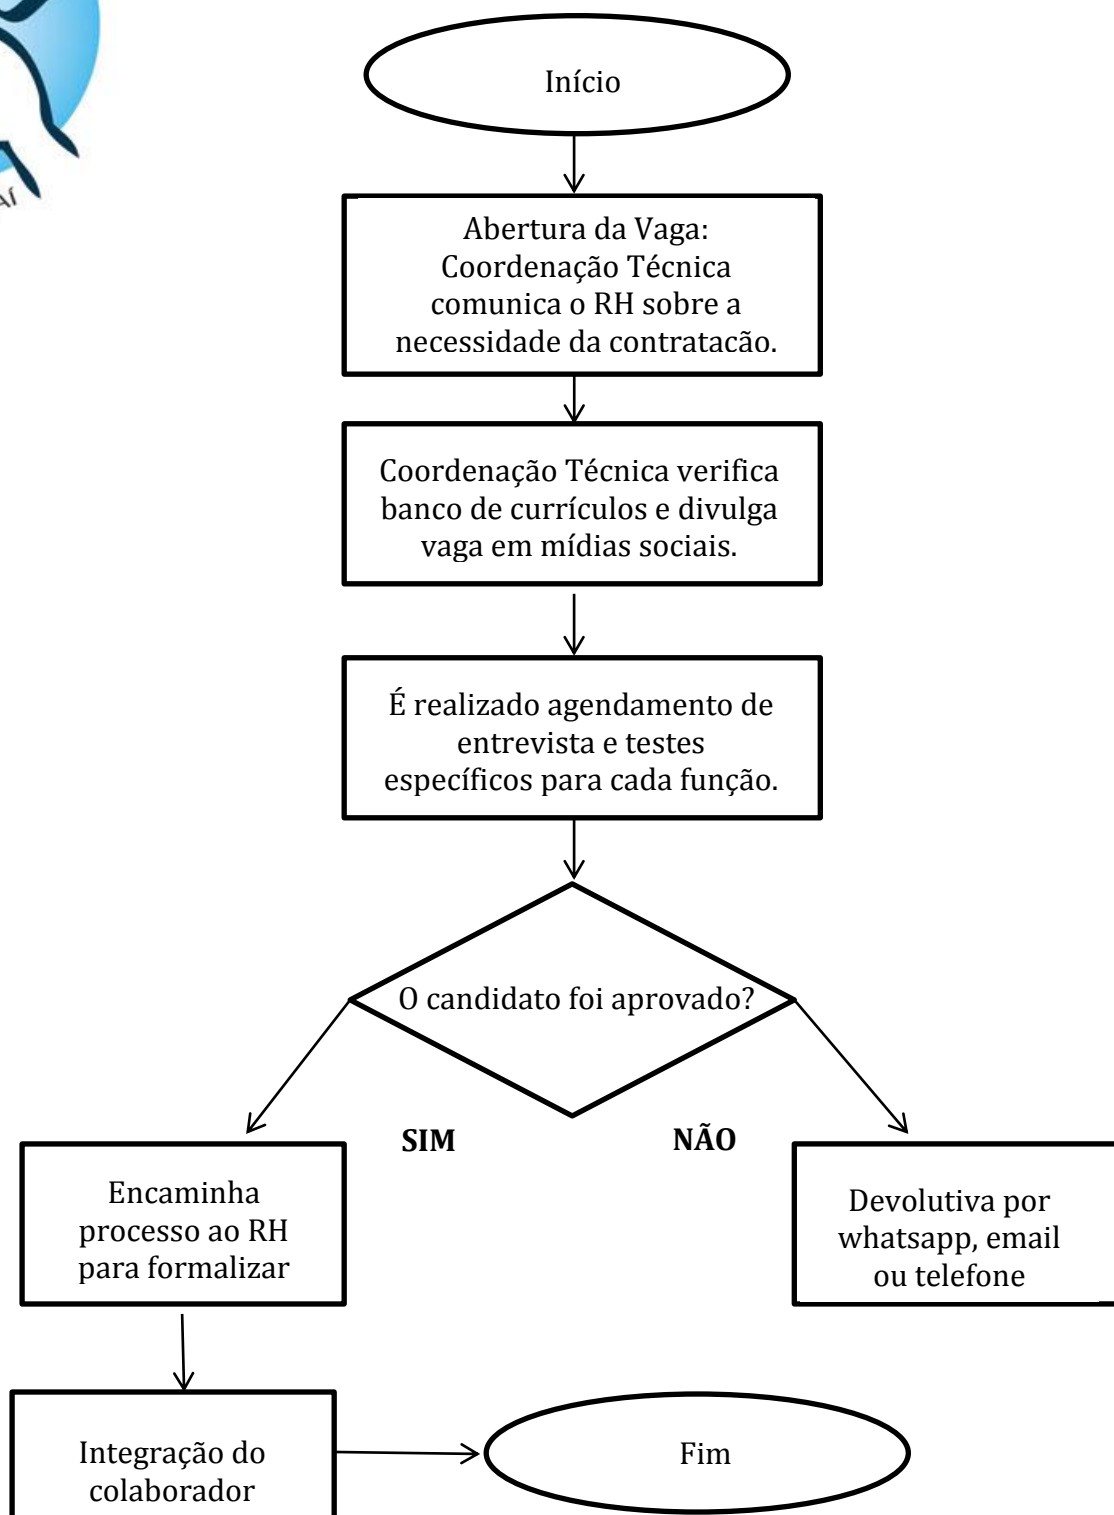 Início
Abertura da Vaga:
Coordenação Técnica
comunica o RH sobre a
necessidade da contratacão.
Coordenação Técnica verifica
banco de currículos e divulga
vaga em mídias sociais.
É realizado agendamento de
entrevista e testes
específicos para cada função.
O candidato foi aprovado?
SIM
NÃO
Encaminha
processo ao RH
para formalizar
Devolutiva por
whatsapp, email
ou telefone
Integração do
colaborador
Fim